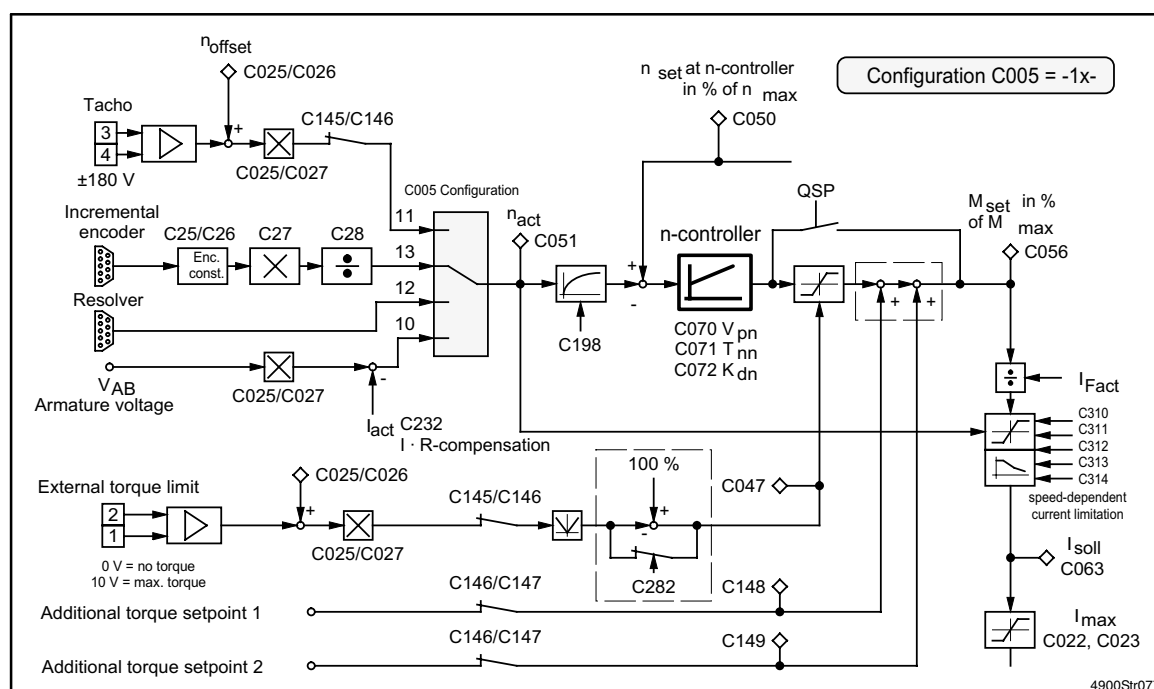 n offset
C025/C026
Tacho
3
4
±180 V
+
C025/C027
C145/C146
n set at n-controller
in % of n max
C050
Configuration C005 = -1x-
C005 Configuration
11
13
12
10
n act
C051
QSP
M set in %
of M max
C056
Incremental
encoder
C25/C26
C27
C28
Enc.
const.
Resolver
V AB
Armature voltage
C025/C027
-
I act C232
I · R-compensation
C198
+
-
n-controller
C070 V pn
C071 T nn
C072 K dn
+
+
I Fact
C310
C311
C312
C313
C314
speed-dependent
current limitation
External torque limit
2
1
0 V = no torque
10 V = max. torque
C025/C026
+
C025/C027
C145/C146
100 %
+
-
C282
C047
I soll
C063
Additional torque setpoint 1
C146/C147
C148
Additional torque setpoint 2
C146/C147
C149
I max
C022, C023